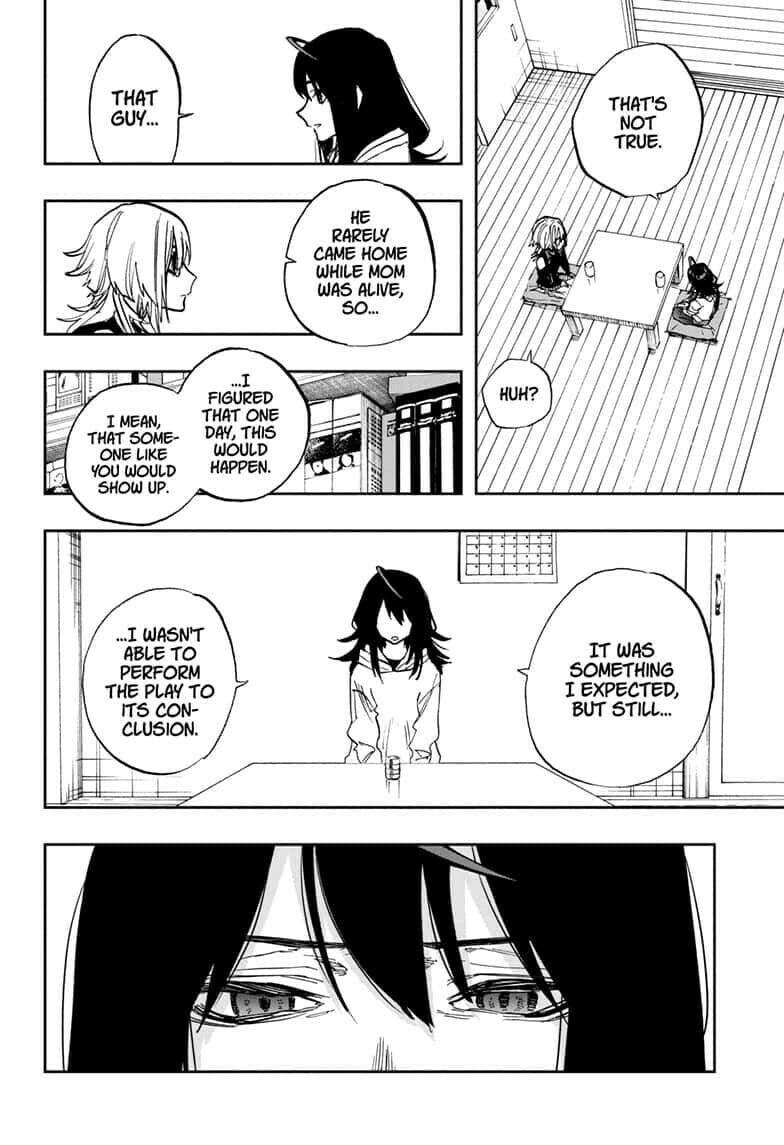 THAT'S
NOT
TRUE.
HUH?
THAT
GUY...
HE
RARELY
CAME HOME
WHILE MOM
WAS ALIVE,
SO...
...I
FIGURED
THAT ONE
DAY, THIS
WOULD
HAPPEN.
I MEAN,
THAT SOME-
ONE LIKE
YOU WOULD
SHOW UP.
IT WAS
SOMETHING
I EXPECTED,
BUT STILL...
...I WASN'T
ABLE TO
PERFORM
THE PLAY TO
ITS CON-
CLUSION.